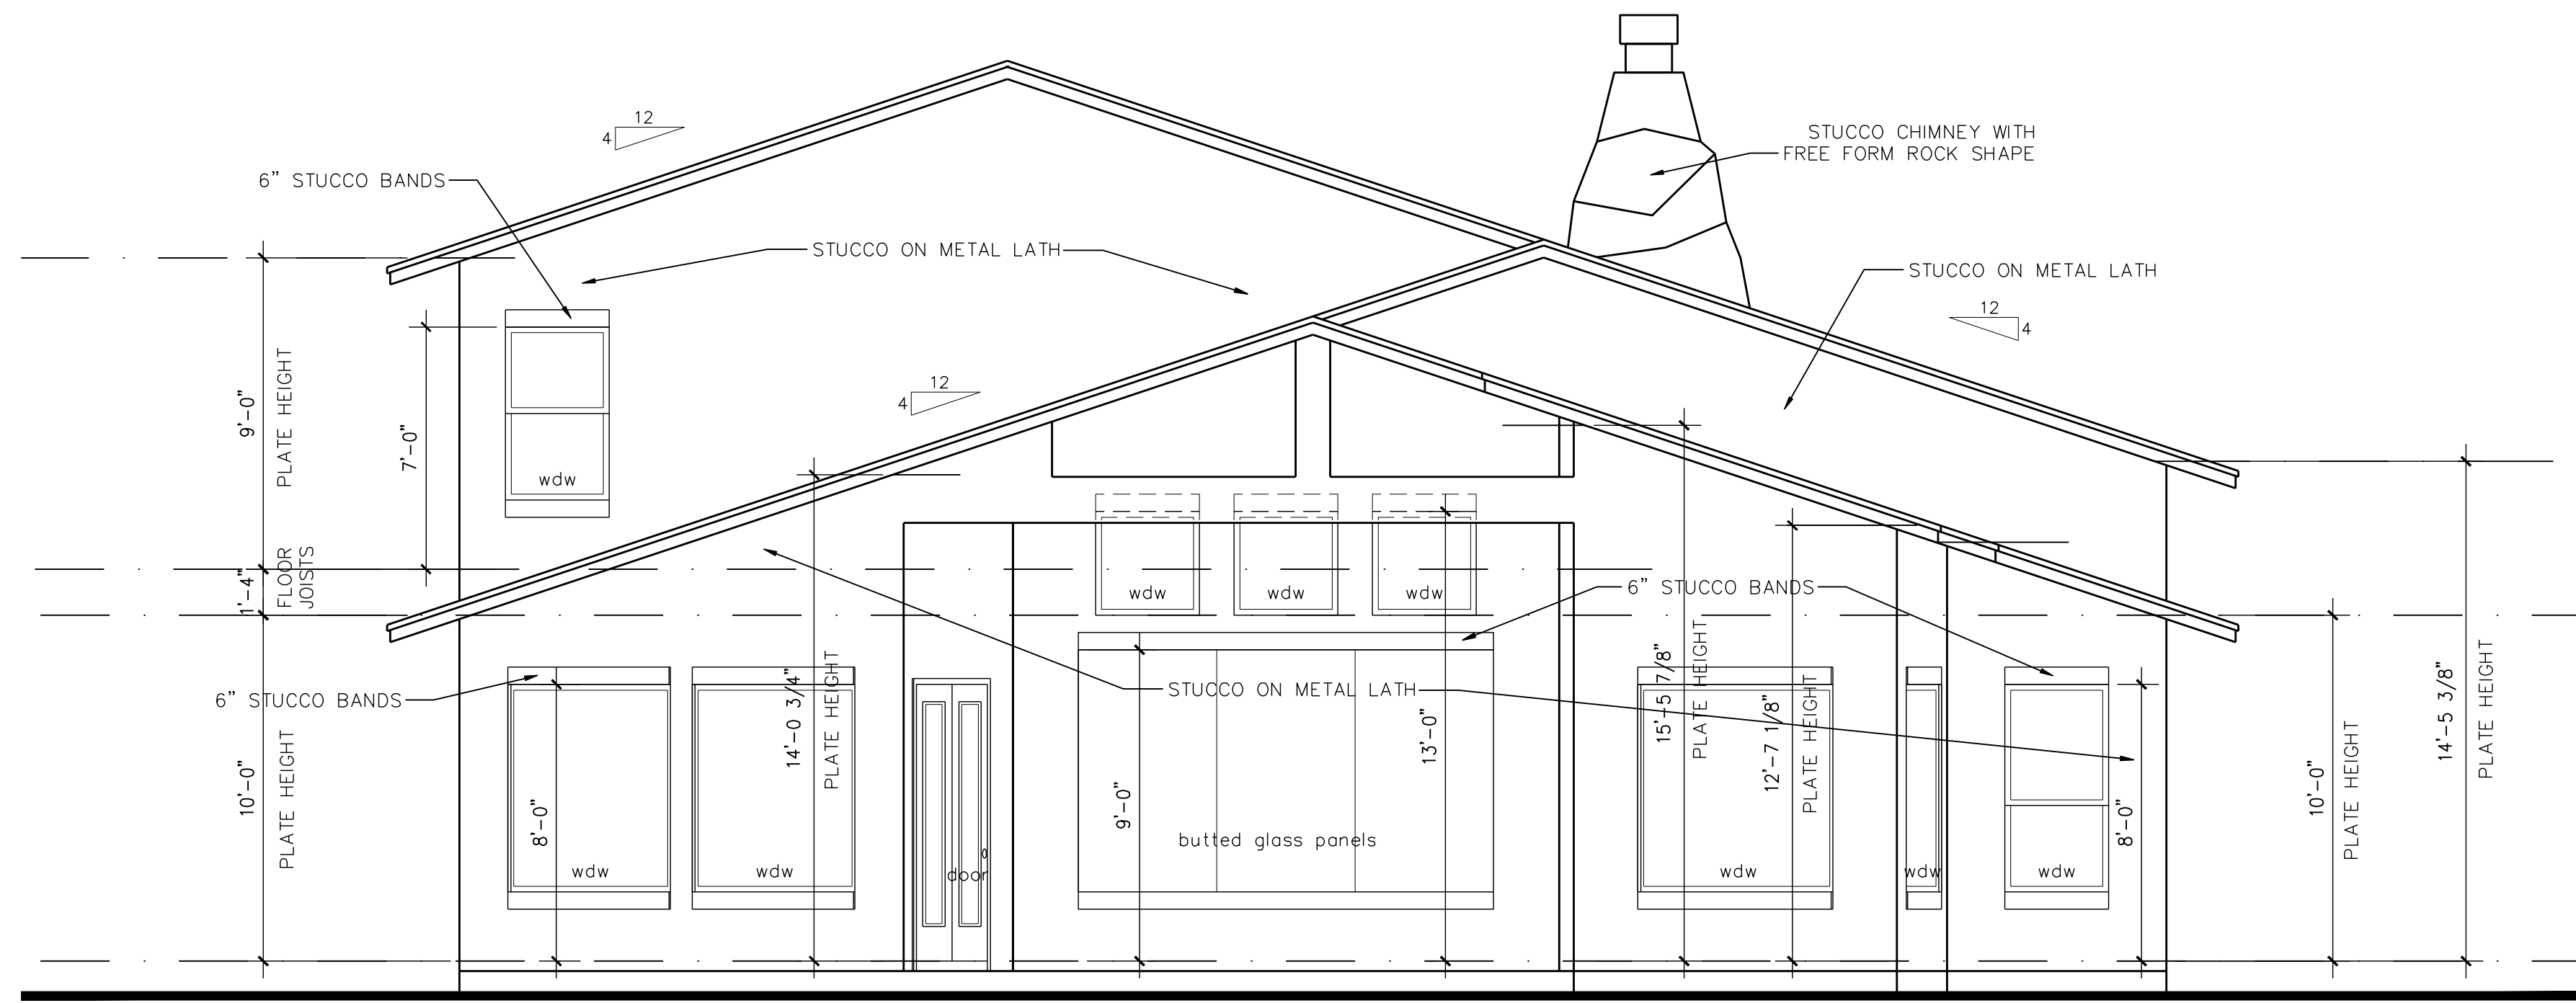 12
4
STUCCO CHIMNEY WITH
FREE FORM ROCK SHAPE
6" STUCCO BANDS
STUCCO ON METAL LATH
STUCCO ON METAL LATH
12
4
12
4
9'-0"
PLATE HEIGHT
7'-0"
wdw
1'-4"
FLOOR
JOISTS
wdw
wdw
wdw
6" STUCCO BANDS
6" STUCCO BANDS
STUCCO ON METAL LATH
10'-0"
PLATE HEIGHT
8'-0"
wdw
wdw
14'-0 3/4"
PLATE HEIGHT
door
9'-0"
butted glass panels
13'-0"
15'-5 7/8"
PLATE HEIGHT
12'-7 1/8"
PLATE HEIGHT
wdw
wdw
wdw
8'-0"
10'-0"
PLATE HEIGHT
14'-5 3/8"
PLATE HEIGHT